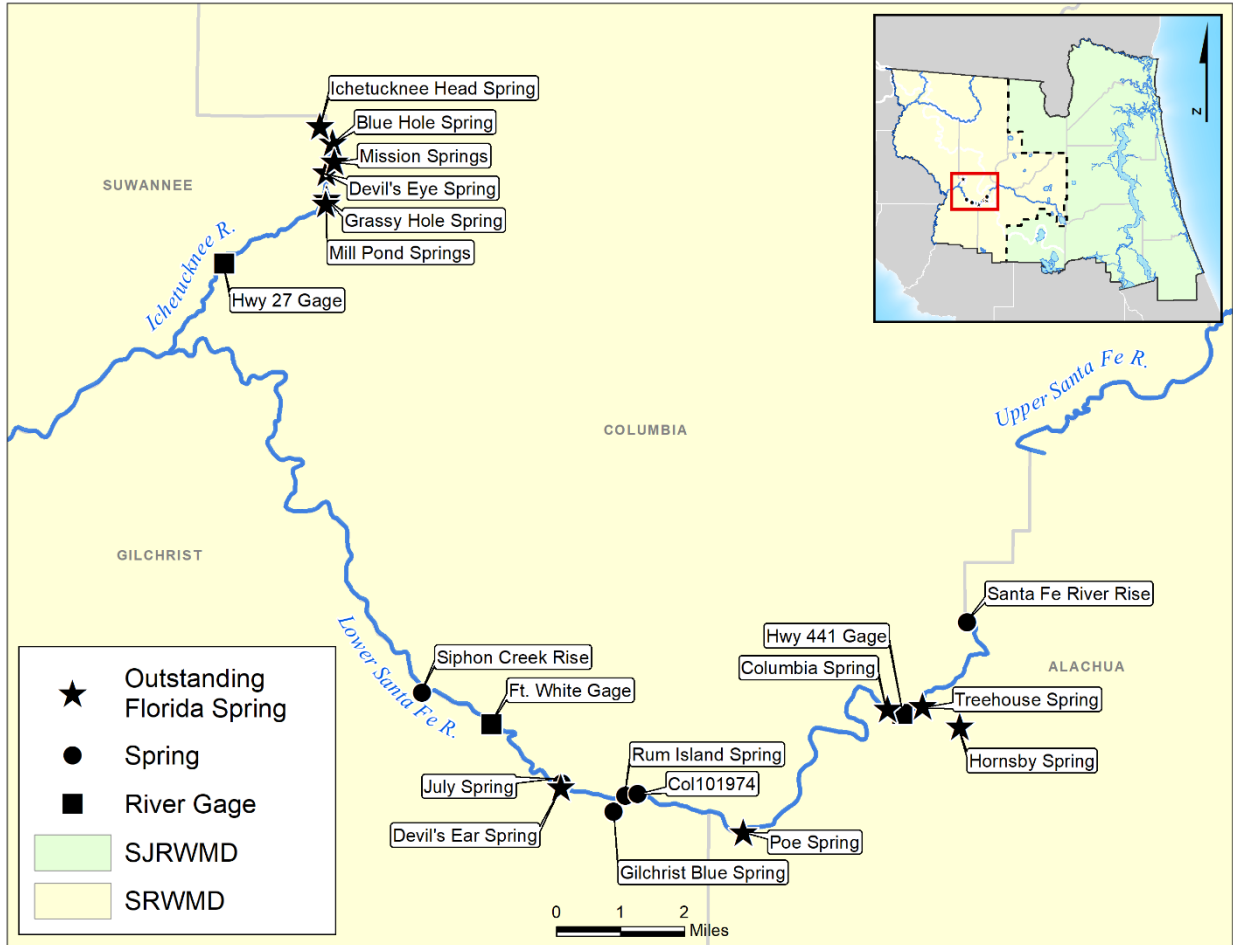 Ichetucknee Head Spring
Blue Hole Spring
Mission Springs
SUWANNEE
Devil's Eye Spring
Grassy Hole Spring
Mill Pond Springs
Ichetucknee R.
Hwy 27 Gage
Z
Upper Santa Fe R.
COLUMBIA
GILCHRIST
Santa Fe River Rise
Hwy 441 Gage
Lower Santa Fe R.
Siphon Creek Rise
Columbia Spring
ALACHUA
Ft. White Gage
Treehouse Spring
Rum Island Spring
Hornsby Spring
July Spring
Col101974
Devil's Ear Spring
Poe Spring
Gilchrist Blue Spring
Outstanding
Florida Spring
Spring
River Gage
SJRWMD
SRWMD
0 1 2
Miles